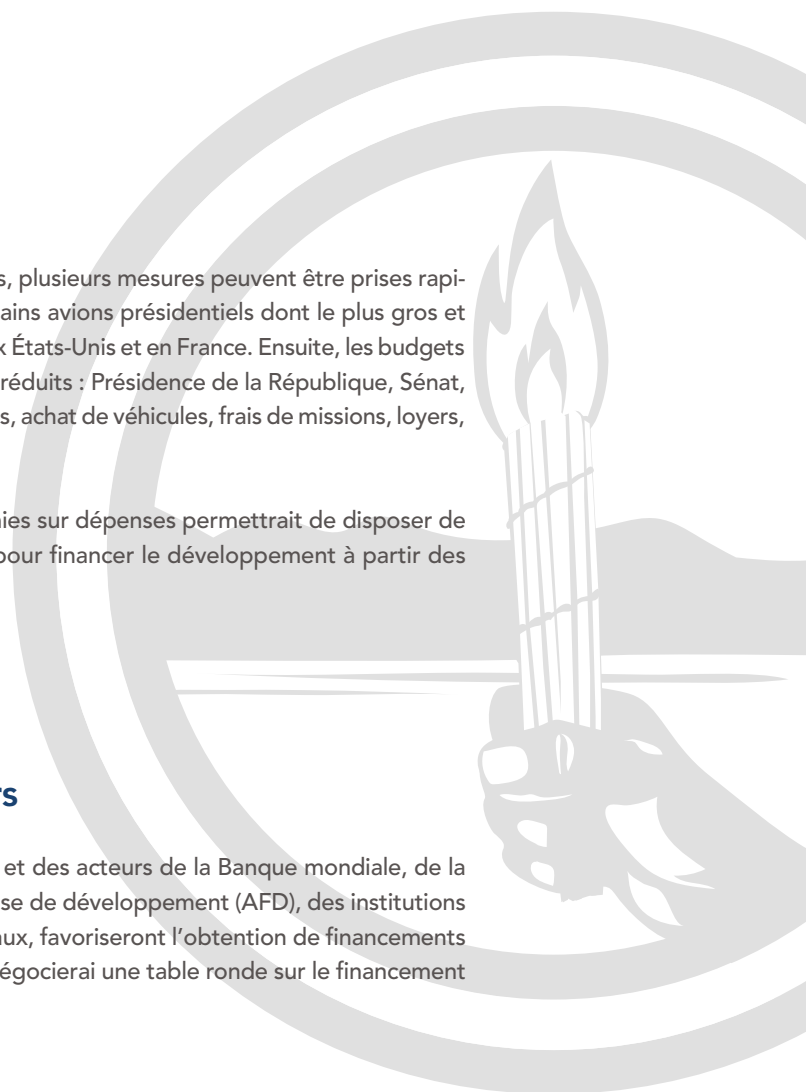 s, plusieurs mesures peuvent être prises rapi-
ains avions présidentiels dont le plus gros et
x États-Unis et en France. Ensuite, les budgets
réduits : Présidence de la République, Sénat,
s, achat de véhicules, frais de missions, loyers,
ies sur dépenses permettrait de disposer de
pour financer le développement à partir des
rs
et des acteurs de la Banque mondiale, de la
ise de développement (AFD), des institutions
aux, favoriseront l’obtention de financements
égocierai une table ronde sur le financement